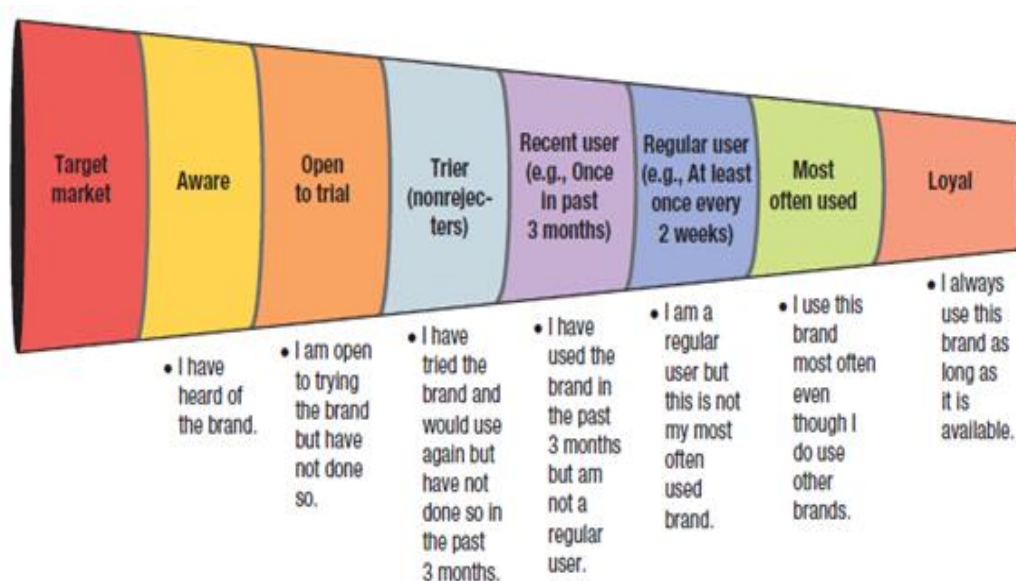 Target
market
Aware
Open
to trial
Trier
(nonrejec-
ters)
Recent user
(e.g., Once
in past
3 months)
Regular user
(e.g., At least
once every
2 weeks)
Most
often used
Loyal
• I have
heard of
the brand.
• I am open
to trying
the brand
but have
not done
so.
• I have
tried the
brand and
would use
again but
have not
done so in
the past
3 months.
• I have
used the
brand in
the past
3 months
but am
not a
regular
user.
• I am a
regular
user but
this is not
my most
often
used
brand.
• I use this
brand
most often
even
though I
do use
other
brands.
• I always
use this
brand as
long as
it is
available.